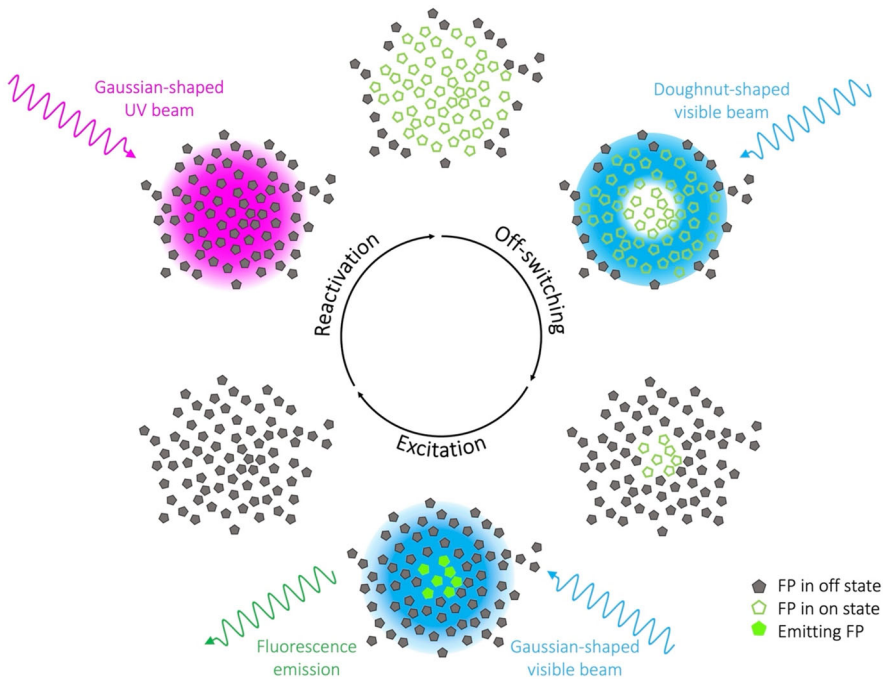 Gaussian-shaped
UV beam
Doughnut-shaped
visible beam
Reactivation
Off-switching
Excitation
Fluorescence
emission
Gaussian-shaped
visible beam
FP in off state
FP in on state
Emitting FP